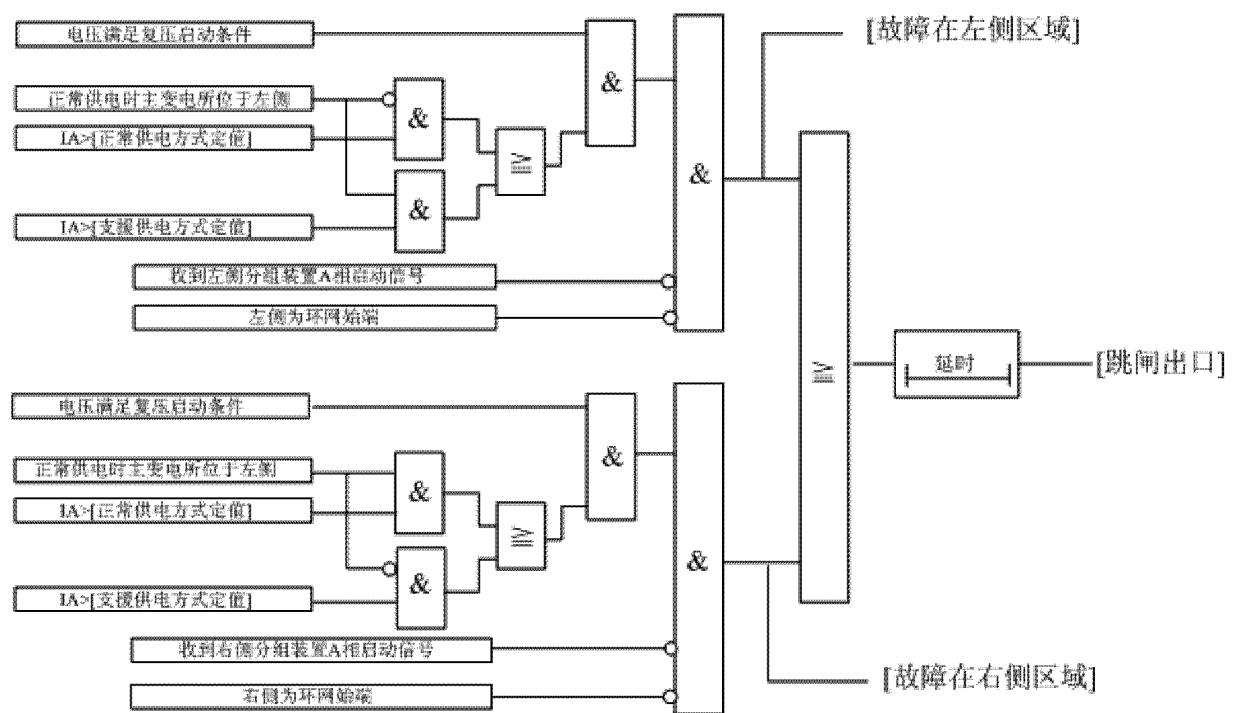 电压满足复压启动条件
正常供电时主变电所位于左侧
IA>[正常供电方式定值]
IA>[支援供电方式定值]
收到左侧分组装置A相启动信号
左侧为环网始端
&
&
≥
&
&
[故障在左侧区域]
电压满足复压启动条件
正常供电时主变电所位于左侧
IA>[正常供电方式定值]
IA>[支援供电方式定值]
收到右侧分组装置A相启动信号
右侧为环网始端
&
&
≥
&
&
[故障在右侧区域]
≥
延时
[跳闸出口]